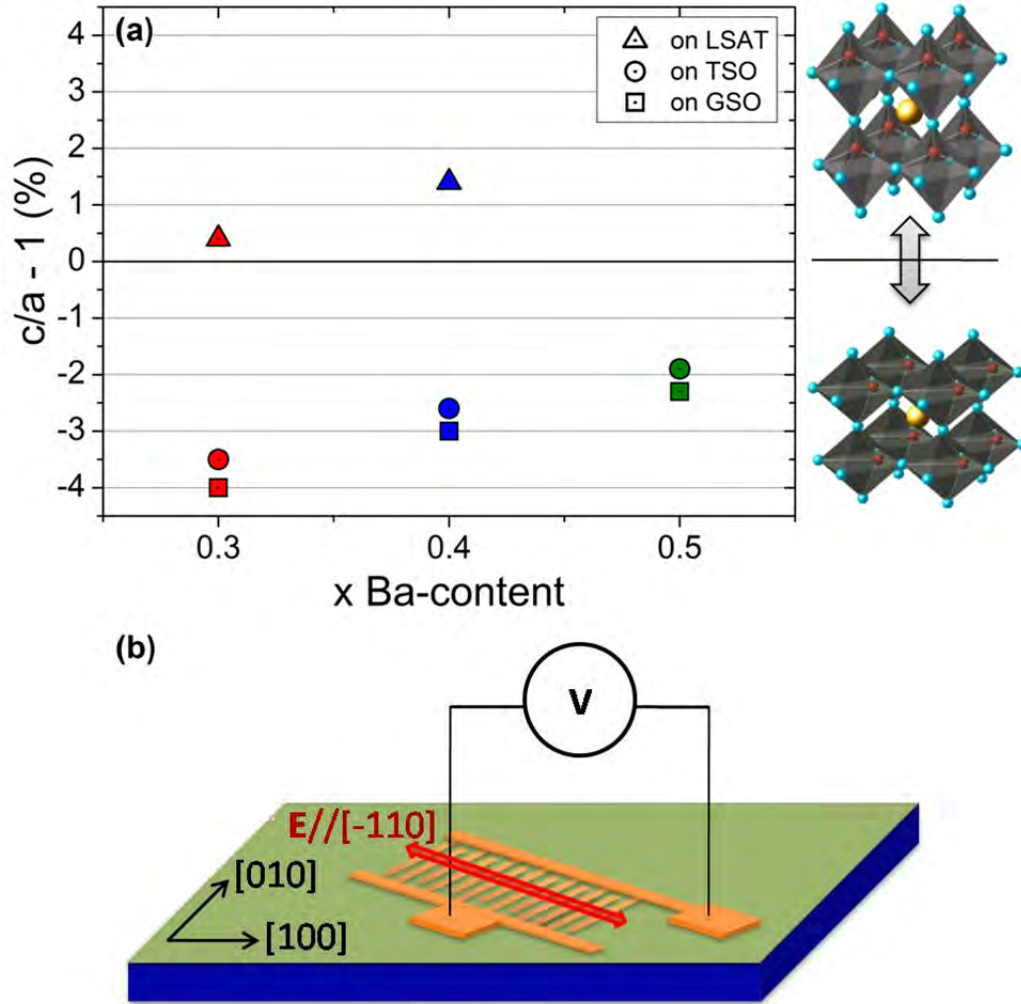 (a)
on LSAT
on TSO
on GSO
c/a - 1 (%)
4
3
2
1
0
-1
-2
-3
-4
0.3
0.4
0.5
x Ba-content
(b)
V
E//[-110]
[010]
[100]